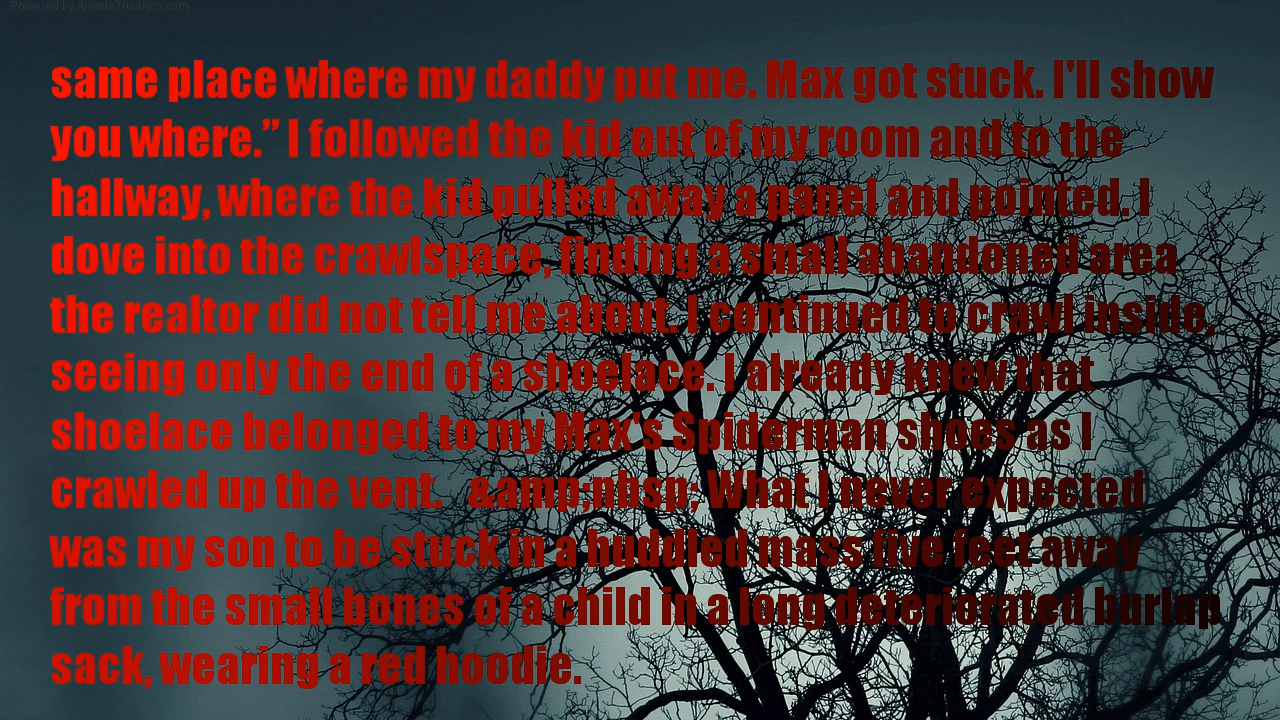 Powered by AngeloTricarico.com
same place where my daddy put me. Max got stuck. I'll show
you where.” I followed the kid out of my room and to the
hallway, where the kid pulled away a panel and pointed. I
dove into the crawlspace, finding a small abandoned area
the realtor did not tell me about. I continued to crawl inside,
seeing only the end of a shoelace. I already knew that
shoelace belonged to my Max's Spiderman shoes as I
crawled up the vent.   &amp;nbsp; What I never expected
was my son to be stuck in a huddled mass five feet away
from the small bones of a child in a long deteriorated burlap
sack, wearing a red hoodie.